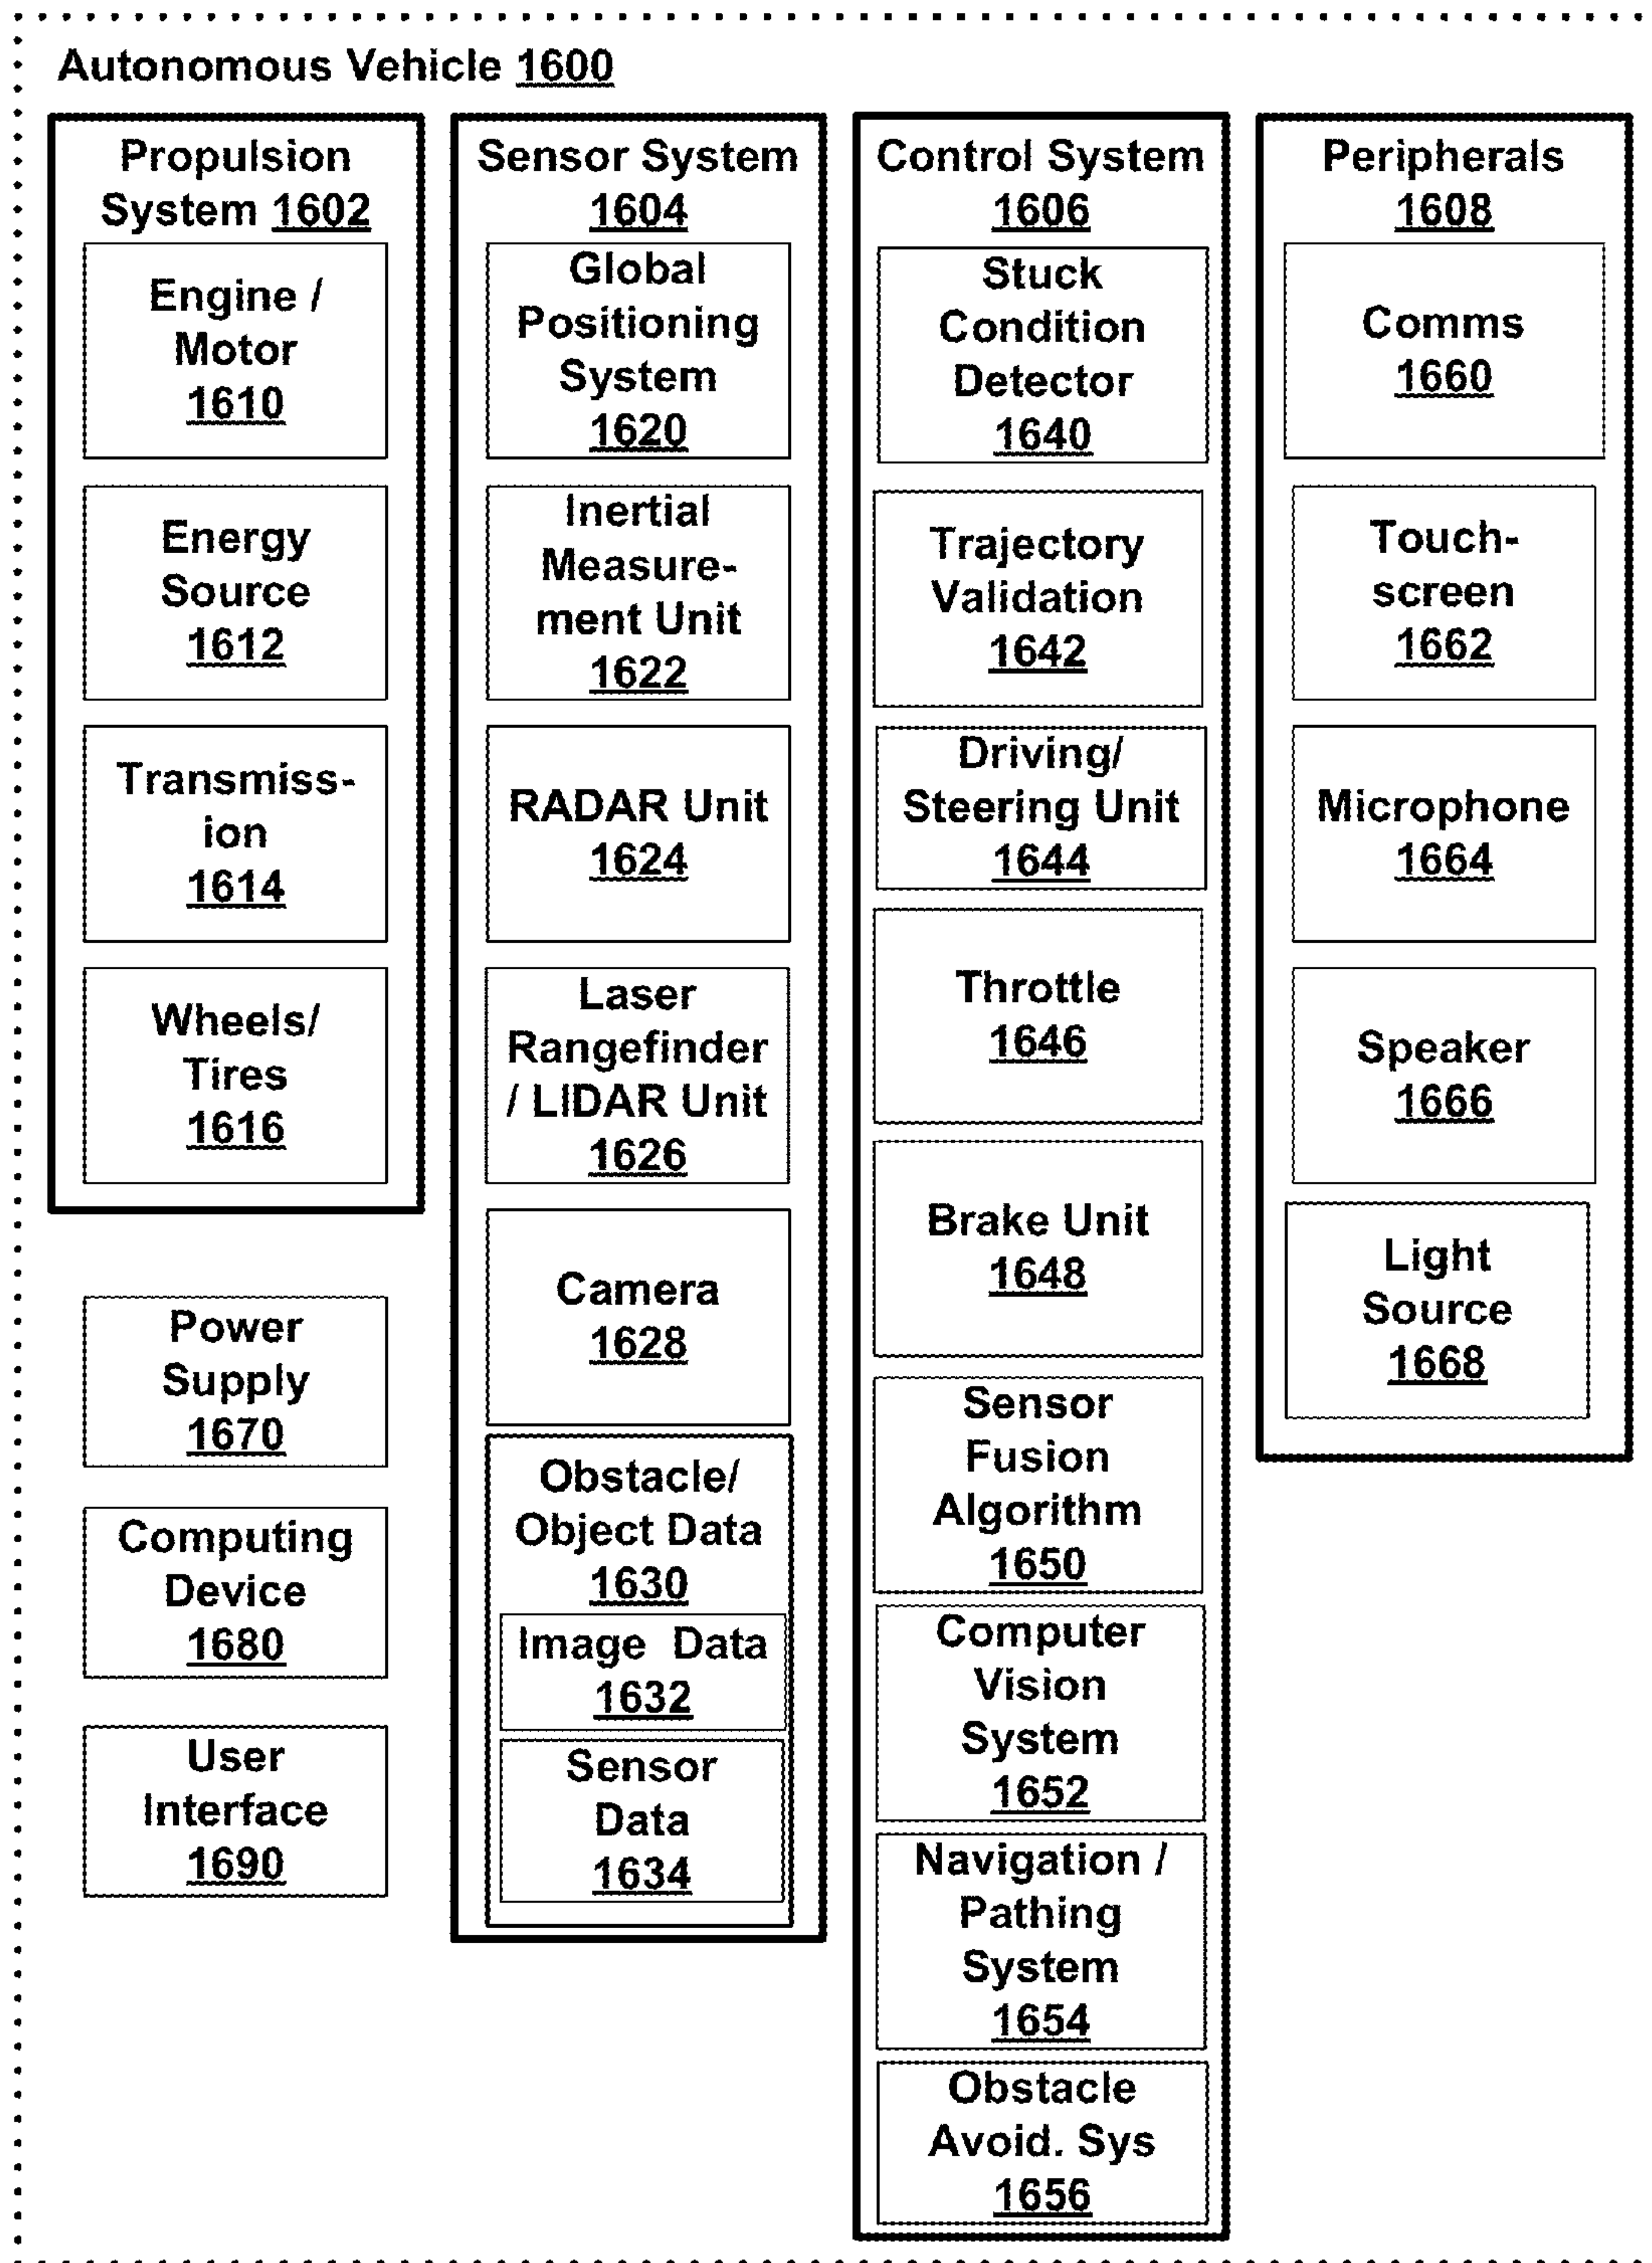 Autonomous Vehicle 1600
Propulsion
System 1602
Engine /
Motor
1610
Energy
Source
1612
Transmiss-
ion
1614
Wheels/
Tires
1616
Power
Supply
1670
Computing
Device
1680
User
Interface
1690
Sensor System
1604
Global
Positioning
System
1620
Inertial
Measure-
ment Unit
1622
RADAR Unit
1624
Laser
Rangefinder
/ LIDAR Unit
1626
Camera
1628
Obstacle/
Object Data
1630
Image Data
1632
Sensor
Data
1634
Control System
1606
Stuck
Condition
Detector
1640
Trajectory
Validation
1642
Driving/
Steering Unit
1644
Throttle
1646
Brake Unit
1648
Sensor
Fusion
Algorithm
1650
Computer
Vision
System
1652
Navigation /
Pathing
System
1654
Obstacle
Avoid. Sys
1656
Peripherals
1608
Comms
1660
Touch-
screen
1662
Microphone
1664
Speaker
1666
Light
Source
1668